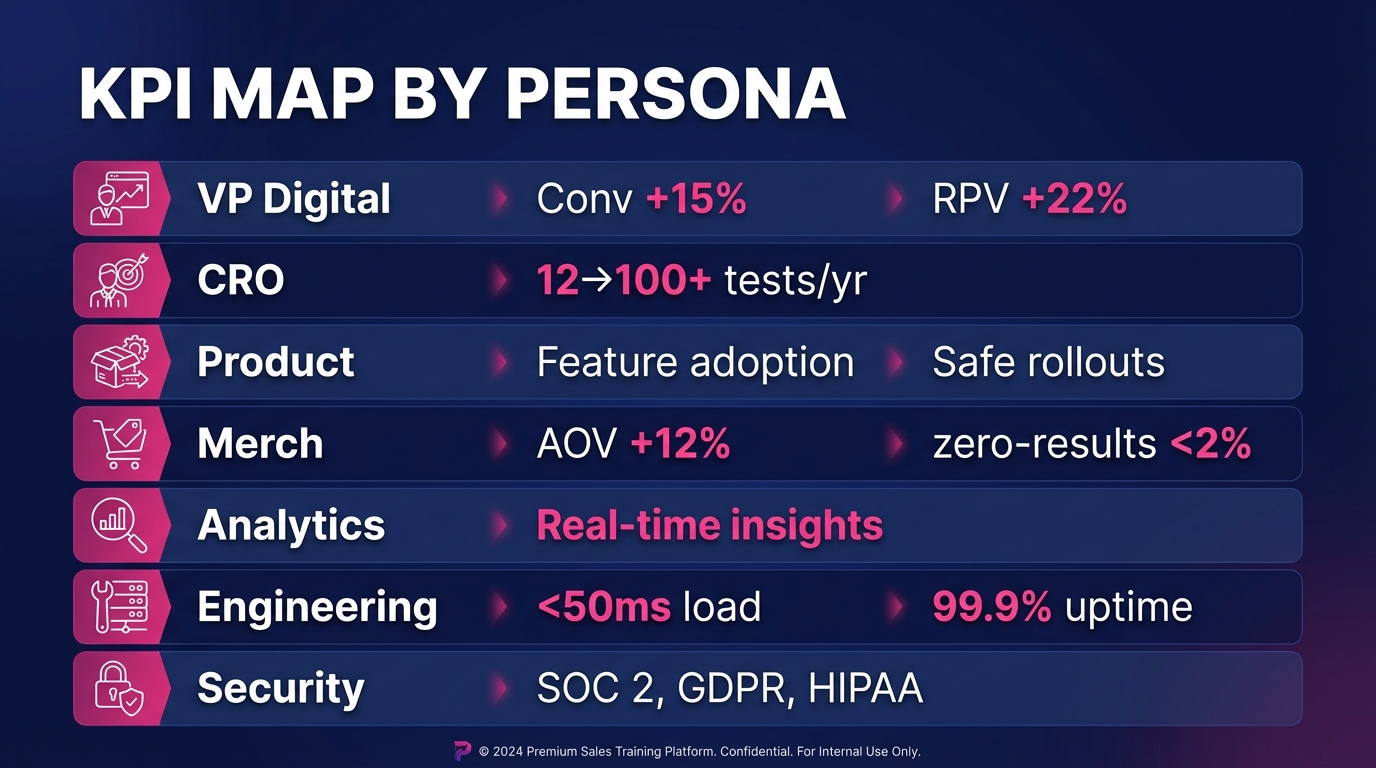 KPI MAP BY PERSONA
VP Digital Conv +15% RPV +22%
CRO 12→100+ tests/yr
Product Feature adoption Safe rollouts
Merch AOV +12% zero-results <2%
Analytics Real-time insights
Engineering <50ms load 99.9% uptime
Security SOC 2, GDPR, HIPAA
© 2024 Premium Sales Training Platform. Confidential. For Internal Use Only.